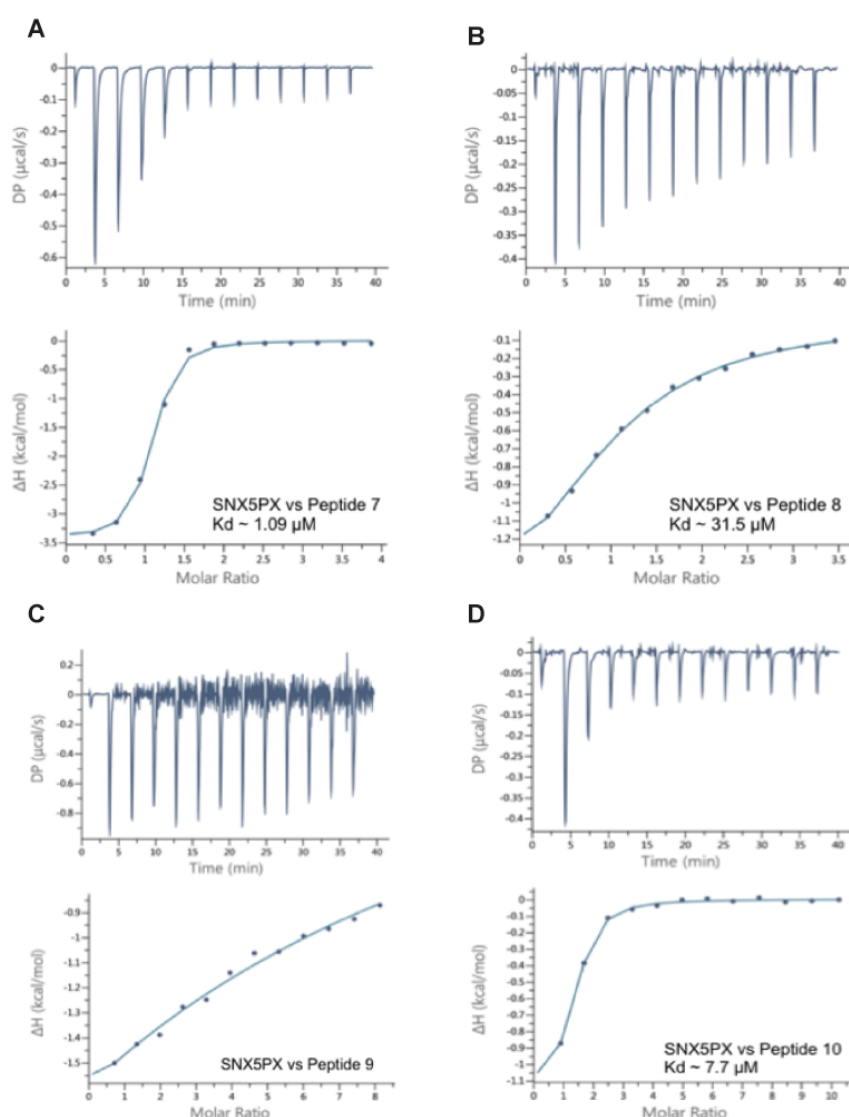 A
0
-0.1
-0.2
-0.3
-0.4
-0.5
-0.6
DP (µcal/s)
0 5 10 15 20 25 30 35 40
Time (min)
0
-0.5
-1
-1.5
-2
-2.5
-3
-3.5
ΔH (kcal/mol)
SNX5PX vs Peptide 7
Kd ~ 1.09 µM
0 0.5 1 1.5 2 2.5 3 3.5 4
Molar Ratio
B
0
-0.05
-0.1
-0.15
-0.2
-0.25
-0.3
-0.35
-0.4
DP (µcal/s)
0 5 10 15 20 25 30 35 40
Time (min)
-0.1
-0.2
-0.3
-0.4
-0.5
-0.6
-0.7
-0.8
-0.9
-1
-1.1
-1.2
ΔH (kcal/mol)
SNX5PX vs Peptide 8
Kd ~ 31.5 µM
0 0.5 1 1.5 2 2.5 3 3.5
Molar Ratio
C
0.2
0
-0.2
-0.4
-0.6
-0.8
DP (µcal/s)
0 5 10 15 20 25 30 35 40
Time (min)
-0.9
-1
-1.1
-1.2
-1.3
-1.4
-1.5
ΔH (kcal/mol)
SNX5PX vs Peptide 9
0 1 2 3 4 5 6 7 8
Molar Ratio
D
0
-0.05
-0.1
-0.15
-0.2
-0.25
-0.3
-0.35
-0.4
DP (µcal/s)
0 5 10 15 20 25 30 35 40
Time (min)
0
-0.1
-0.2
-0.3
-0.4
-0.5
-0.6
-0.7
-0.8
-0.9
-1
-1.1
ΔH (kcal/mol)
SNX5PX vs Peptide 10
Kd ~ 7.7 µM
0 1 2 3 4 5 6 7 8 9 10
Molar Ratio